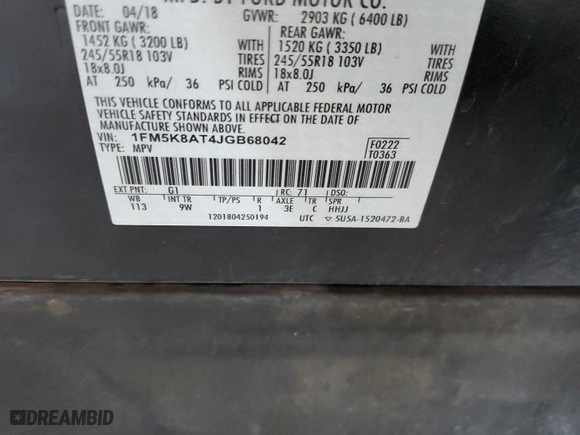 MFD. BY FORD MOTOR CO.
DATE: 04/18 GVWR: 2903 KG ( 6400 LB)
FRONT GAWR: REAR GAWR:
1452 KG ( 3200 LB) WITH 1520 KG ( 3350 LB) WITH
245/55R18 103V TIRES 245/55R18 103V TIRES
18x8.0J RIMS 18x8.0J RIMS
AT 250 kPa/ 36 PSI COLD AT 250 kPa/ 36 PSI COLD
THIS VEHICLE CONFORMS TO ALL APPLICABLE FEDERAL MOTOR
VEHICLE SAFETY STANDARDS IN EFFECT ON THE DATE OF
MANUFACTURE SHOWN ABOVE.
VIN: 1FM5K8AT4JGB68042 F0222
TYPE: MPV T0363
EXT PNT: G1 RC: 71 DSO:
WB INT TR TP/PS R AXLE TR SPR
113 9W 1 3E C HHJJ
1201804250194 UTC ▽ 5U5A-1520472-BA
DREAMBID